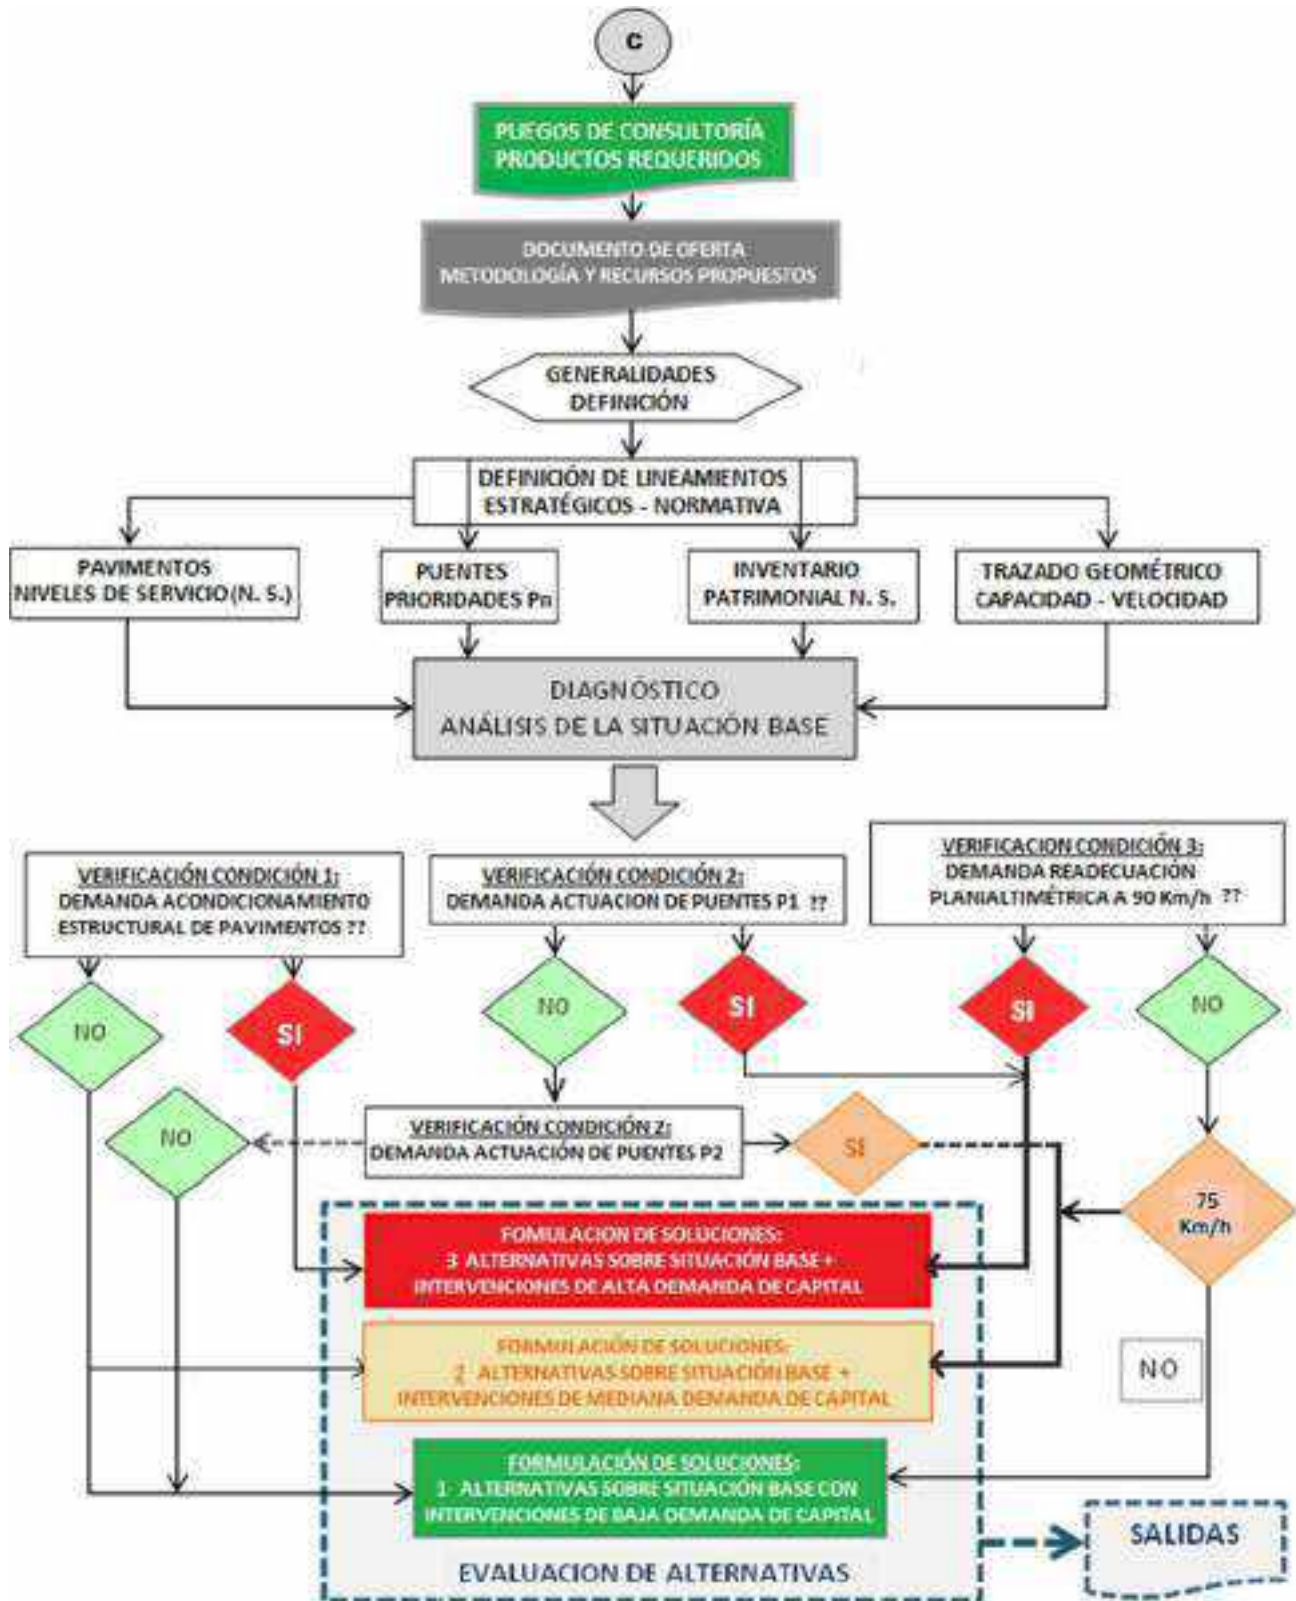 C
PLIEGOS DE CONSULTORÍA
PRODUCTOS REQUERIDOS
DOCUMENTO DE OFERTA
METODOLOGÍA Y RECURSOS PROPUESTOS
GENERALIDADES
DEFINICIÓN
DEFINICIÓN DE LINEAMIENTOS
ESTRATÉGICOS - NORMATIVA
PAVIMENTOS
NIVELES DE SERVICIO (N. S.)
PUENTES
PRIORIDADES Pn
INVENTARIO
PATRIMONIAL N. S.
TRAZADO GEOMÉTRICO
CAPACIDAD - VELOCIDAD
DIAGNÓSTICO
ANÁLISIS DE LA SITUACIÓN BASE
VERIFICACIÓN CONDICIÓN 1:
DEMANDA ACONDICIONAMIENTO
ESTRUCTURAL DE PAVIMENTOS ??
VERIFICACIÓN CONDICIÓN 2:
DEMANDA ACTUACION DE PUENTES P1 ??
VERIFICACION CONDICIÓN 3:
DEMANDA READECUACIÓN
PLANIALTIMÉTRICA A 90 Km/h ??
NO
SI
NO
SI
SI
NO
NO
VERIFICACIÓN CONDICIÓN 2:
DEMANDA ACTUACIÓN DE PUENTES P2
SI
75
Km/h
FOMULACION DE SOLUCIONES:
3 ALTERNATIVAS SOBRE SITUACIÓN BASE +
INTERVENCIONES DE ALTA DEMANDA DE CAPITAL
FORMULACIÓN DE SOLUCIONES:
2 ALTERNATIVAS SOBRE SITUACIÓN BASE +
INTERVENCIONES DE MEDIANA DEMANDA DE CAPITAL
NO
FORMULACIÓN DE SOLUCIONES:
1 ALTERNATIVAS SOBRE SITUACIÓN BASE CON
INTERVENCIONES DE BAJA DEMANDA DE CAPITAL
EVALUACION DE ALTERNATIVAS
SALIDAS